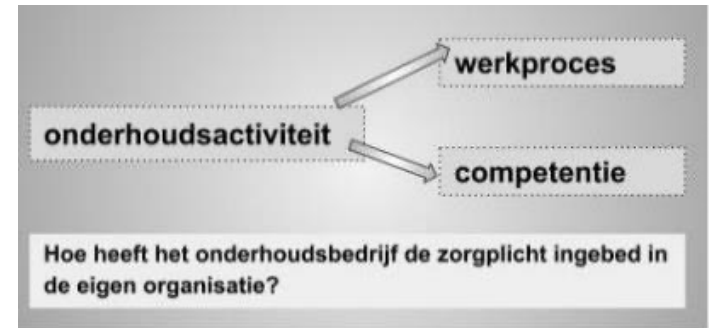 werkproces
onderhoudsactiviteit
competentie
Hoe heeft het onderhoudsbedrijf de zorgplicht ingebed in
de eigen organisatie?